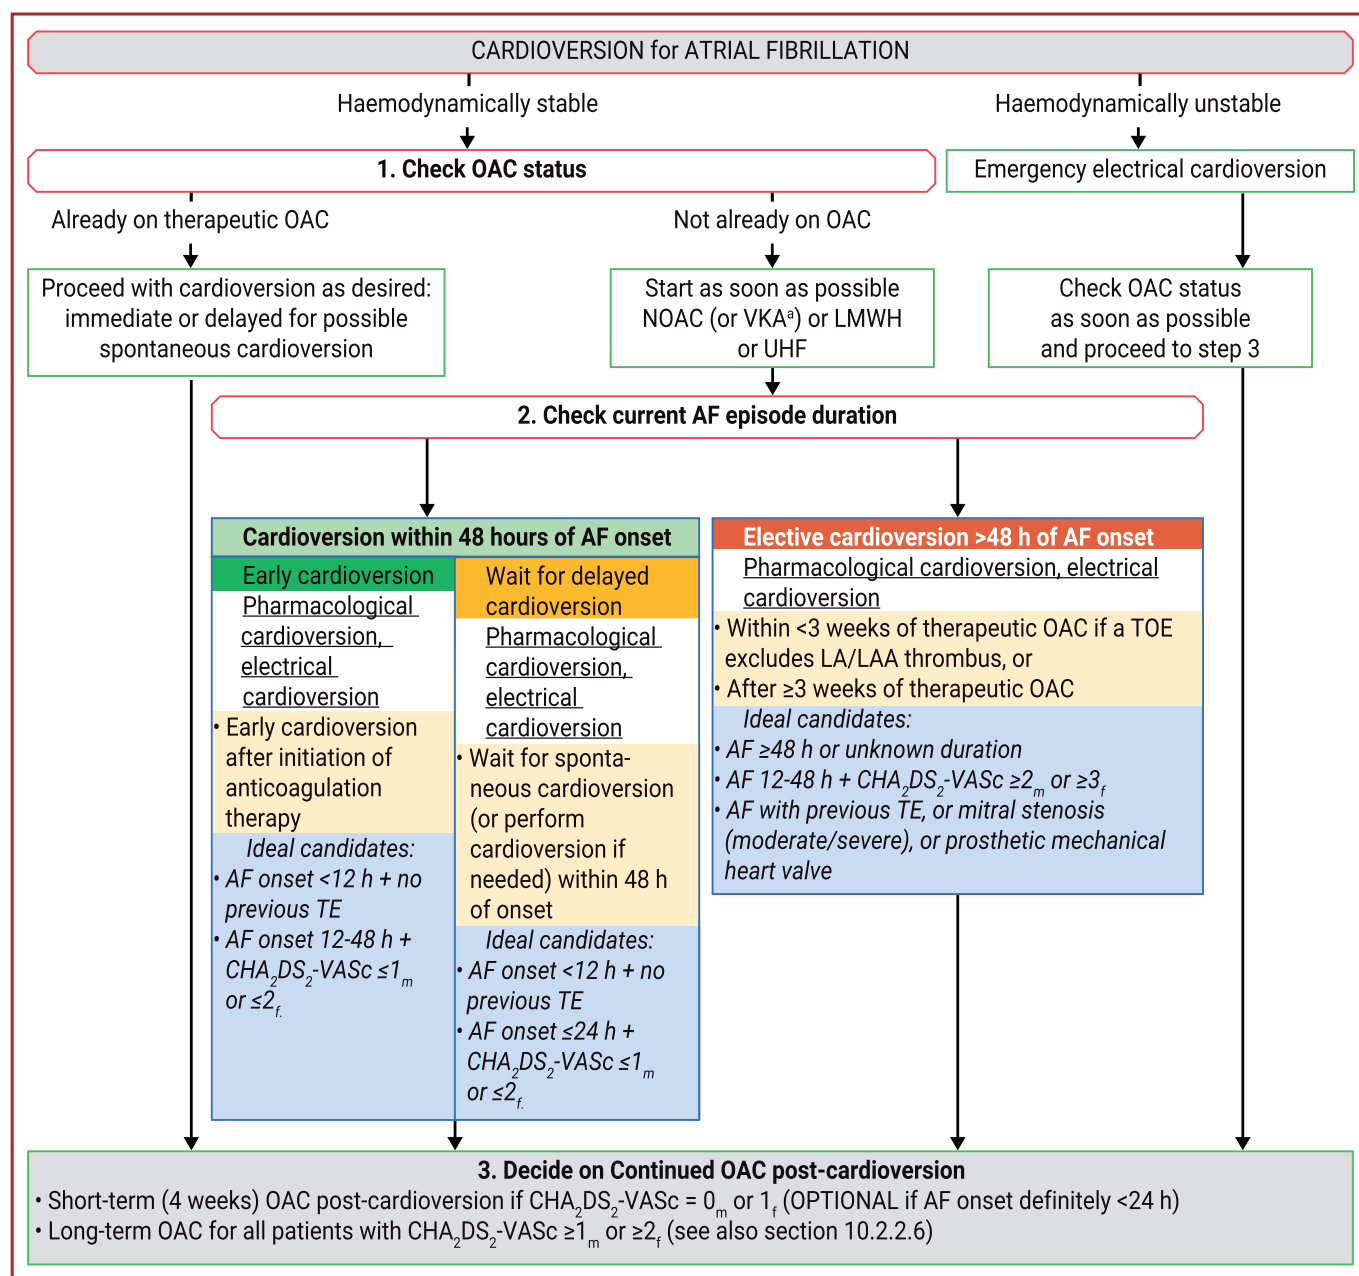 CARDIOVERSION for ATRIAL FIBRILLATION
Haemodynamically stable
Haemodynamically unstable
1. Check OAC status
Emergency electrical cardioversion
Already on therapeutic OAC
Not already on OAC
Proceed with cardioversion as desired:
immediate or delayed for possible
spontaneous cardioversion
Start as soon as possible
NOAC (or VKAª) or LMWH
or UHF
Check OAC status
as soon as possible
and proceed to step 3
2. Check current AF episode duration
Cardioversion within 48 hours of AF onset
Early cardioversion
Pharmacological
cardioversion,
electrical
cardioversion
• Early cardioversion
after initiation of
anticoagulation
therapy
Ideal candidates:
• AF onset <12 h + no
previous TE
• AF onset 12-48 h +
CHA₂DS₂-VASc ≤1m
or ≤2f.
Wait for delayed
cardioversion
Pharmacological
cardioversion,
electrical
cardioversion
• Wait for sponta-
neous cardioversion
(or perform
cardioversion if
needed) within 48 h
of onset
Ideal candidates:
• AF onset <12 h + no
previous TE
• AF onset ≤24 h +
CHA₂DS₂-VASc ≤1m
or ≤2f.
Elective cardioversion >48 h of AF onset
Pharmacological cardioversion, electrical
cardioversion
• Within <3 weeks of therapeutic OAC if a TOE
excludes LA/LAA thrombus, or
• After ≥3 weeks of therapeutic OAC
Ideal candidates:
• AF ≥48 h or unknown duration
• AF 12-48 h + CHA₂DS₂-VASc ≥2m or ≥3f
• AF with previous TE, or mitral stenosis
(moderate/severe), or prosthetic mechanical
heart valve
3. Decide on Continued OAC post-cardioversion
• Short-term (4 weeks) OAC post-cardioversion if CHA₂DS₂-VASc = 0m or 1f (OPTIONAL if AF onset definitely <24 h)
• Long-term OAC for all patients with CHA₂DS₂-VASc ≥1m or ≥2f (see also section 10.2.2.6)